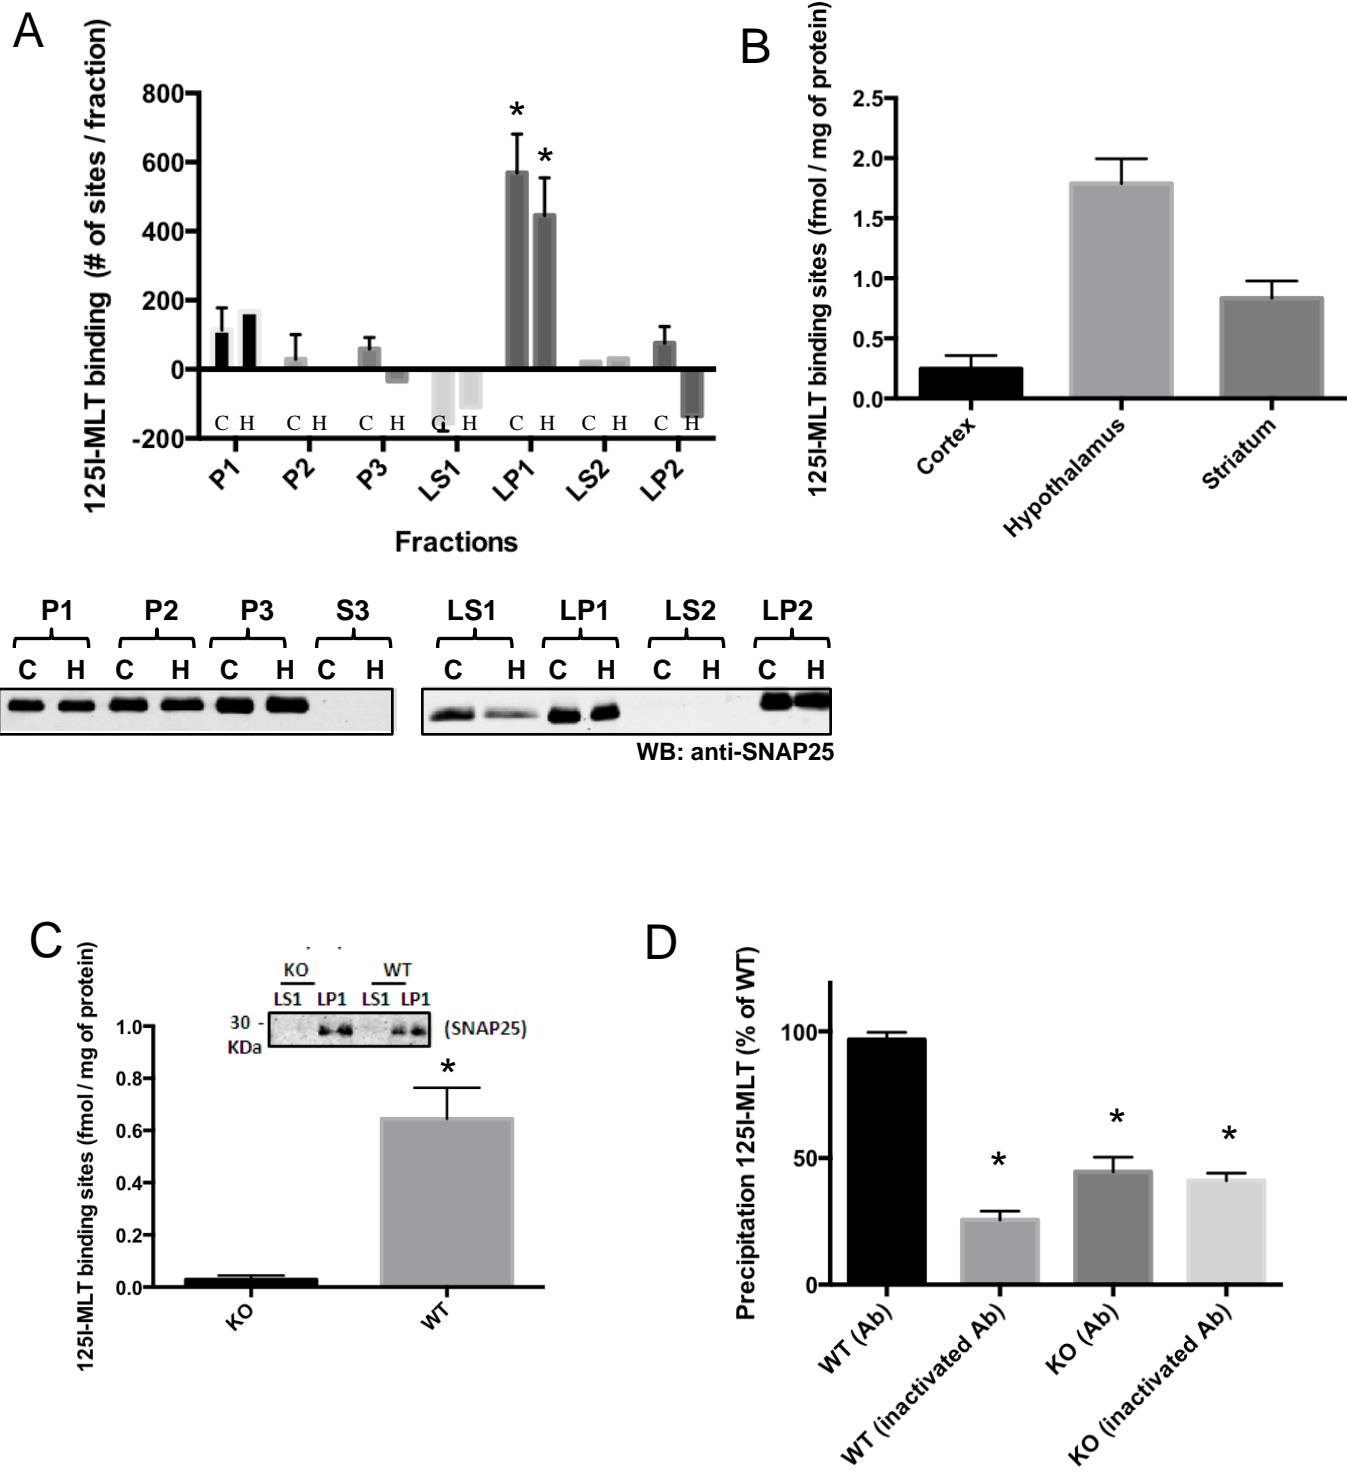 A
125I-MLT binding (# of sites / fraction)
800
600
400
200
0
-200
* *
C H C H C H C H C H C H C H
P1 P2 P3 LS1 LP1 LS2 LP2
Fractions
P1 P2 P3 S3 LS1 LP1 LS2 LP2
C H C H C H C H C H C H C H C H
WB: anti-SNAP25
B
125I-MLT binding sites (fmol / mg of protein)
2.5
2.0
1.5
1.0
0.5
0.0
Cortex
Hypothalamus
Striatum
C
125I-MLT binding sites (fmol / mg of protein)
KO WT
LS1 LP1 LS1 LP1
30 -
KDa
(SNAP25)
1.0
0.8
0.6
0.4
0.2
0.0
*
KO
WT
D
Precipitation 125I-MLT (% of WT)
100
50
0
* * *
WT (Ab)
WT (inactivated Ab)
KO (Ab)
KO (inactivated Ab)